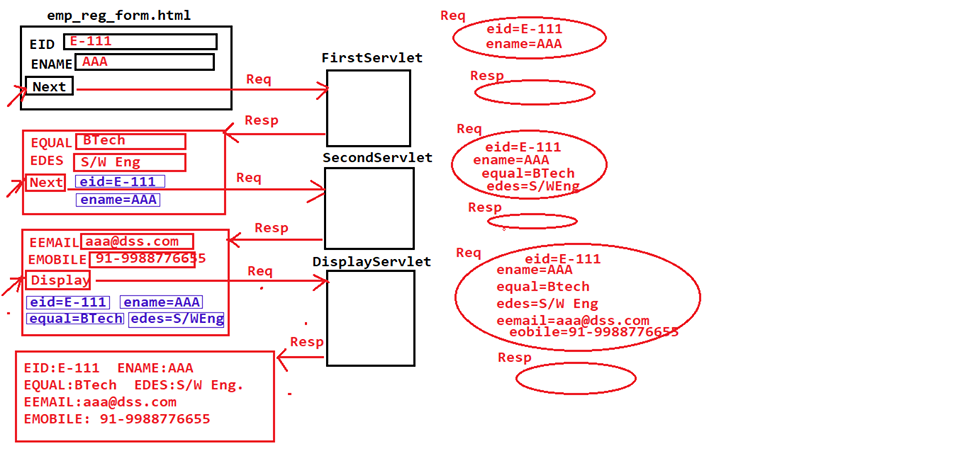 emp_reg_form.html
EID E-111
ENAME AAA
Next
Req
FirstServlet
Resp
EQUAL BTech
EDES S/W Eng
Next eid=E-111
ename=AAA
Req
SecondServlet
Resp
EEMAIL aaa@dss.com
EMOBILE 91-9988776655
Display
eid=E-111 ename=AAA
equal=BTech edes=S/WEng
Req
DisplayServlet
Resp
EID:E-111 ENAME:AAA
EQUAL:BTech EDES:S/W Eng.
EEMAIL:aaa@dss.com
EMOBILE: 91-9988776655
Req
eid=E-111
ename=AAA
Resp
Req
eid=E-111
ename=AAA
equal=BTech
edes=S/WEng
Resp
Req
eid=E-111
ename=AAA
equal=Btech
edes=S/W Eng
eemail=aaa@dss.com
eobile=91-9988776655
Resp